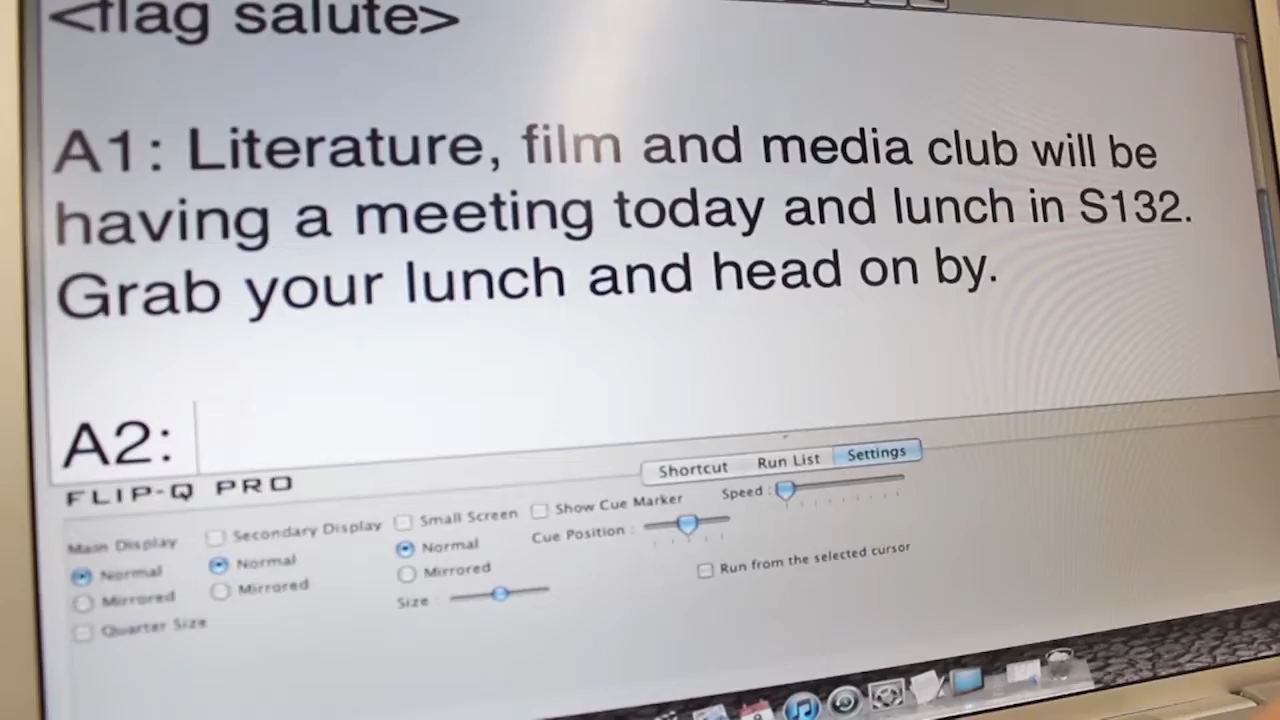 <flag salute>
A1: Literature, film and media club will be
having a meeting today and lunch in S132.
Grab your lunch and head on by.
A2:
FLIP-Q PRO
Shortcut Run List Settings
Main Display
Normal
Mirrored
Quarter Size
Secondary Display
Normal
Mirrored
Small Screen
Normal
Mirrored
Size :
Show Cue Marker
Cue Position :
Speed :
Run from the selected cursor